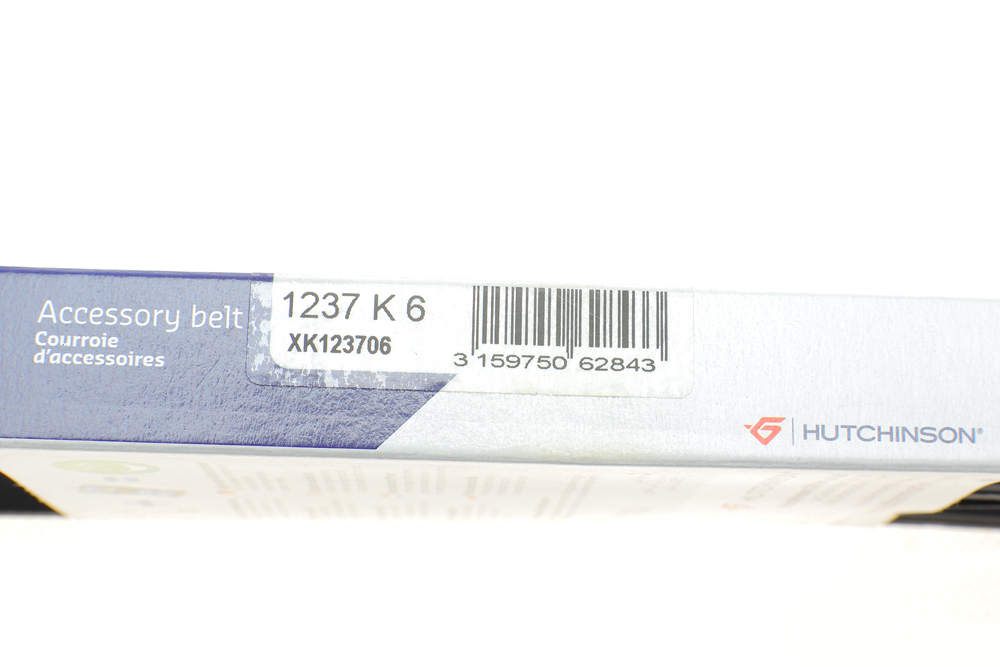 Accessory belt
Courroie
d'accessoires
1237 K 6
XK123706
3 159750 62843
HUTCHINSON®